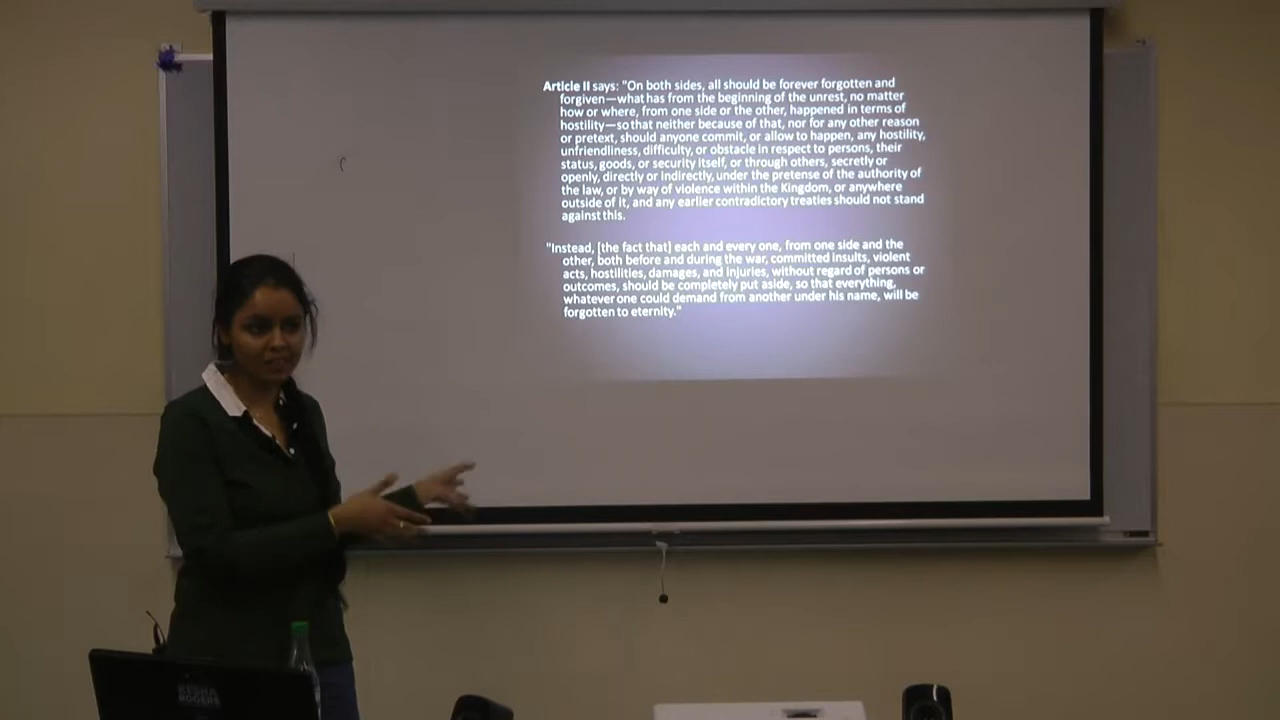 Article II says: "On both sides, all should be forever forgotten and
forgiven—what has from the beginning of the unrest, no matter
how or where, from one side or the other, happened in terms of
hostility—so that neither because of that, nor for any other reason
or pretext, should anyone commit, or allow to happen, any hostility,
unfriendliness, difficulty, or obstacle in respect to persons, their
status, goods, or security itself, or through others, secretly or
openly, directly or indirectly, under the pretense of the authority of
the law, or by way of violence within the Kingdom, or anywhere
outside of it, and any earlier contradictory treaties should not stand
against this.
"Instead, [the fact that] each and every one, from one side and the
other, both before and during the war, committed insults, violent
acts, hostilities, damages, and injuries, without regard of persons or
outcomes, should be completely put aside, so that everything,
whatever one could demand from another under his name, will be
forgotten to eternity."
KESHA
ROGERS